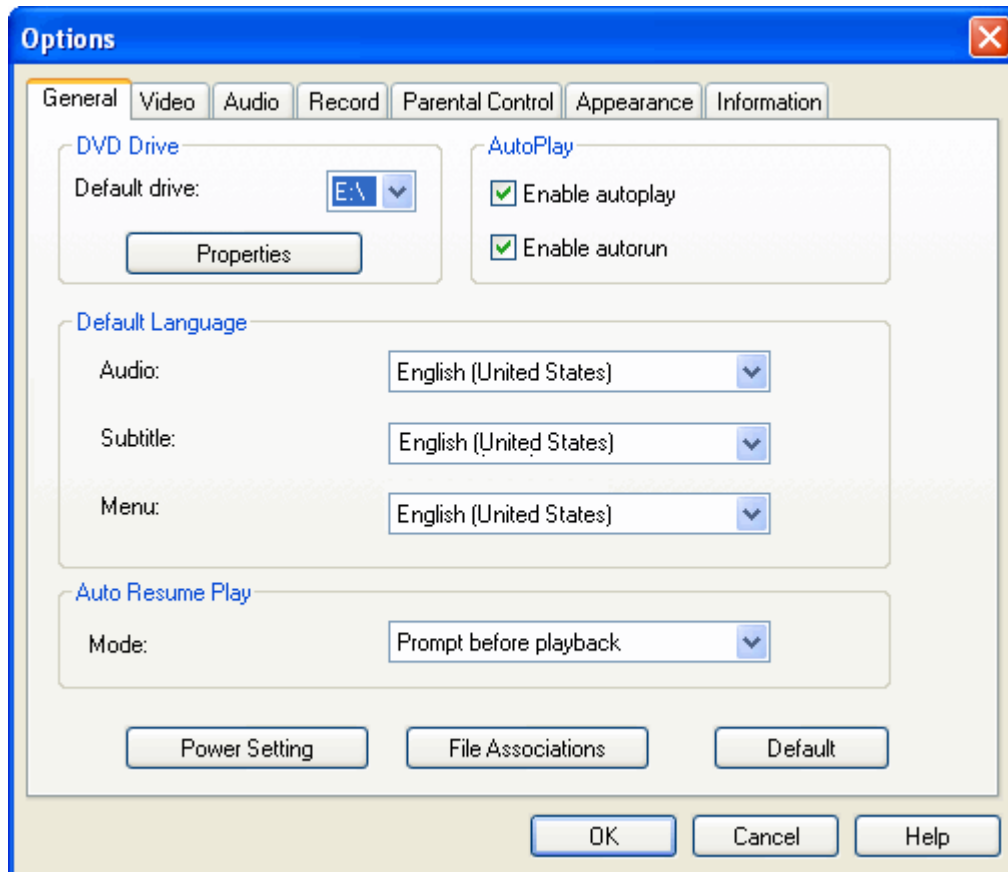 Options
General Video Audio Record Parental Control Appearance Information
DVD Drive
Default drive: E:\
Properties
AutoPlay
Enable autoplay
Enable autorun
Default Language
Audio: English (United States)
Subtitle: English (United States)
Menu: English (United States)
Auto Resume Play
Mode: Prompt before playback
Power Setting File Associations Default
OK Cancel Help